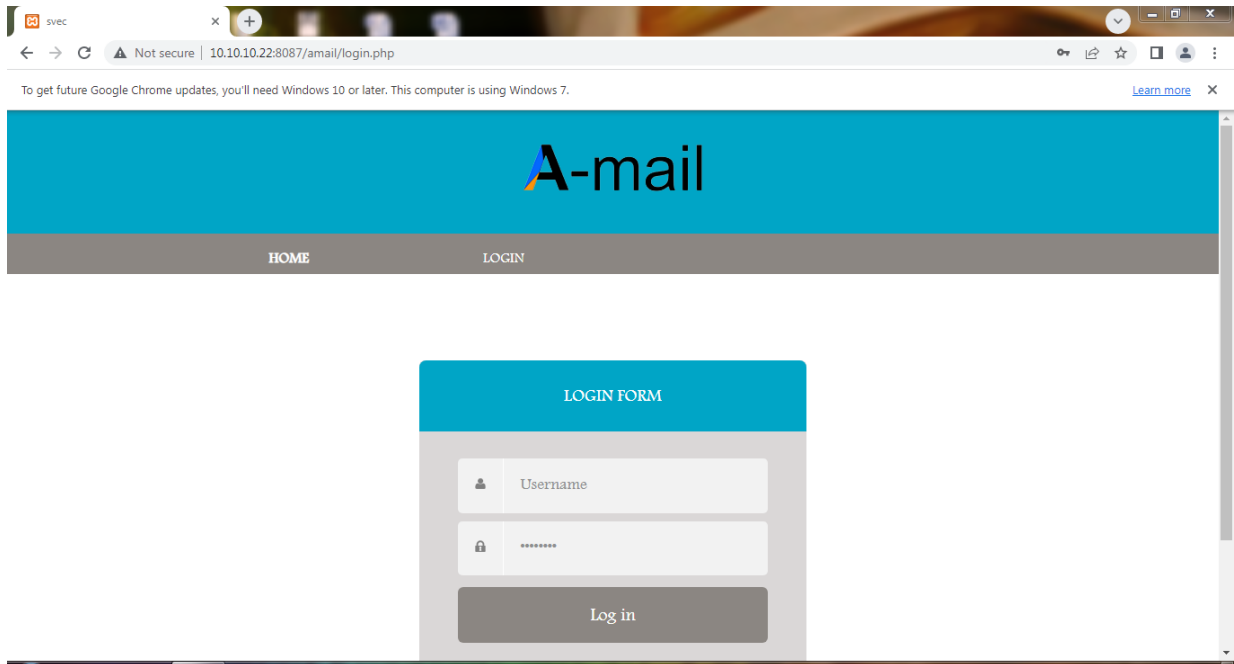 svec
Not secure | 10.10.10.22:8087/amail/login.php
To get future Google Chrome updates, you'll need Windows 10 or later. This computer is using Windows 7. Learn more
A-mail
HOME LOGIN
LOGIN FORM
Username
••••••••
Log in